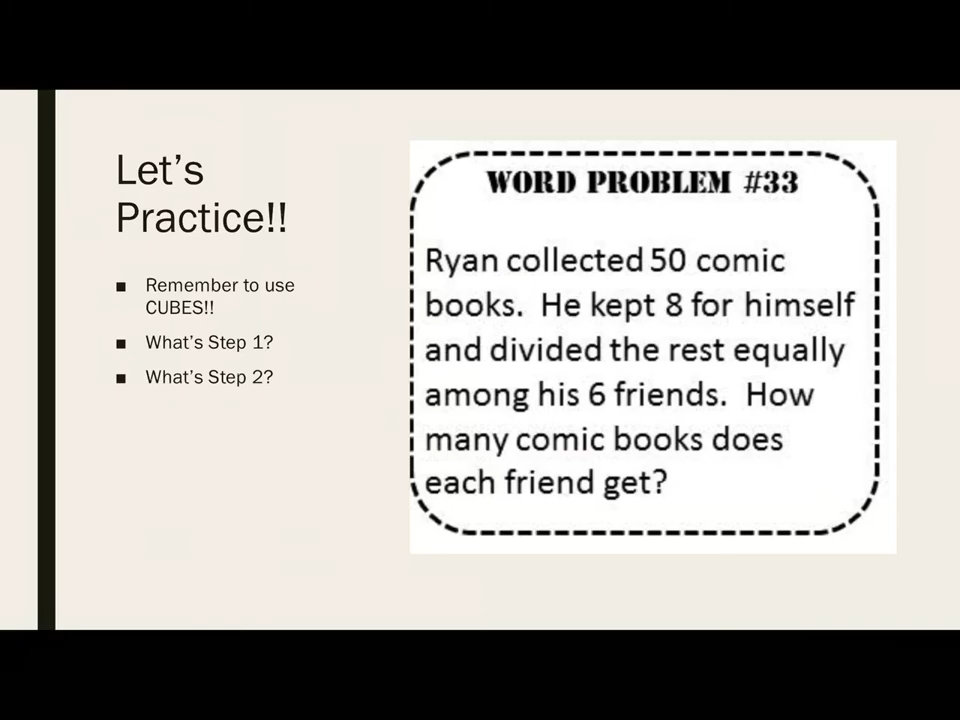 Let's
Practice!!
■ Remember to use
CUBES!!
■ What's Step 1?
■ What's Step 2?
WORD PROBLEM #33
Ryan collected 50 comic
books. He kept 8 for himself
and divided the rest equally
among his 6 friends. How
many comic books does
each friend get?